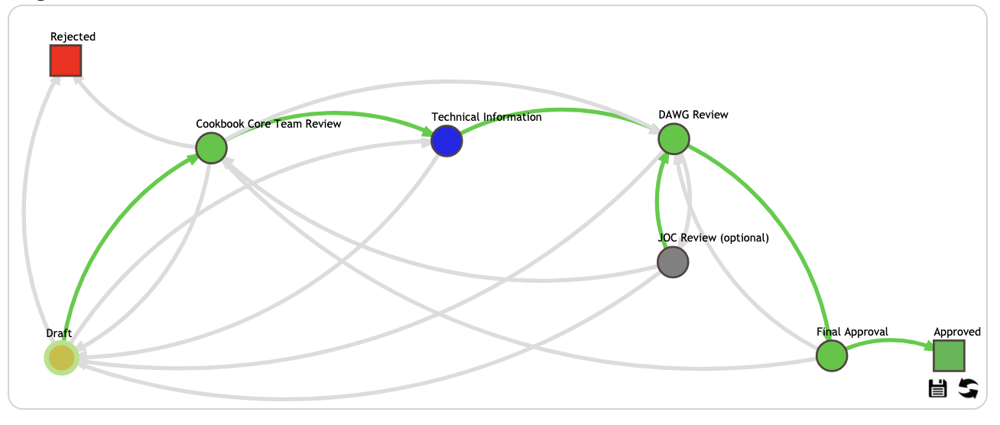 Rejected
Cookbook Core Team Review
Technical Information
DAWG Review
JOC Review (optional)
Draft
Final Approval
Approved